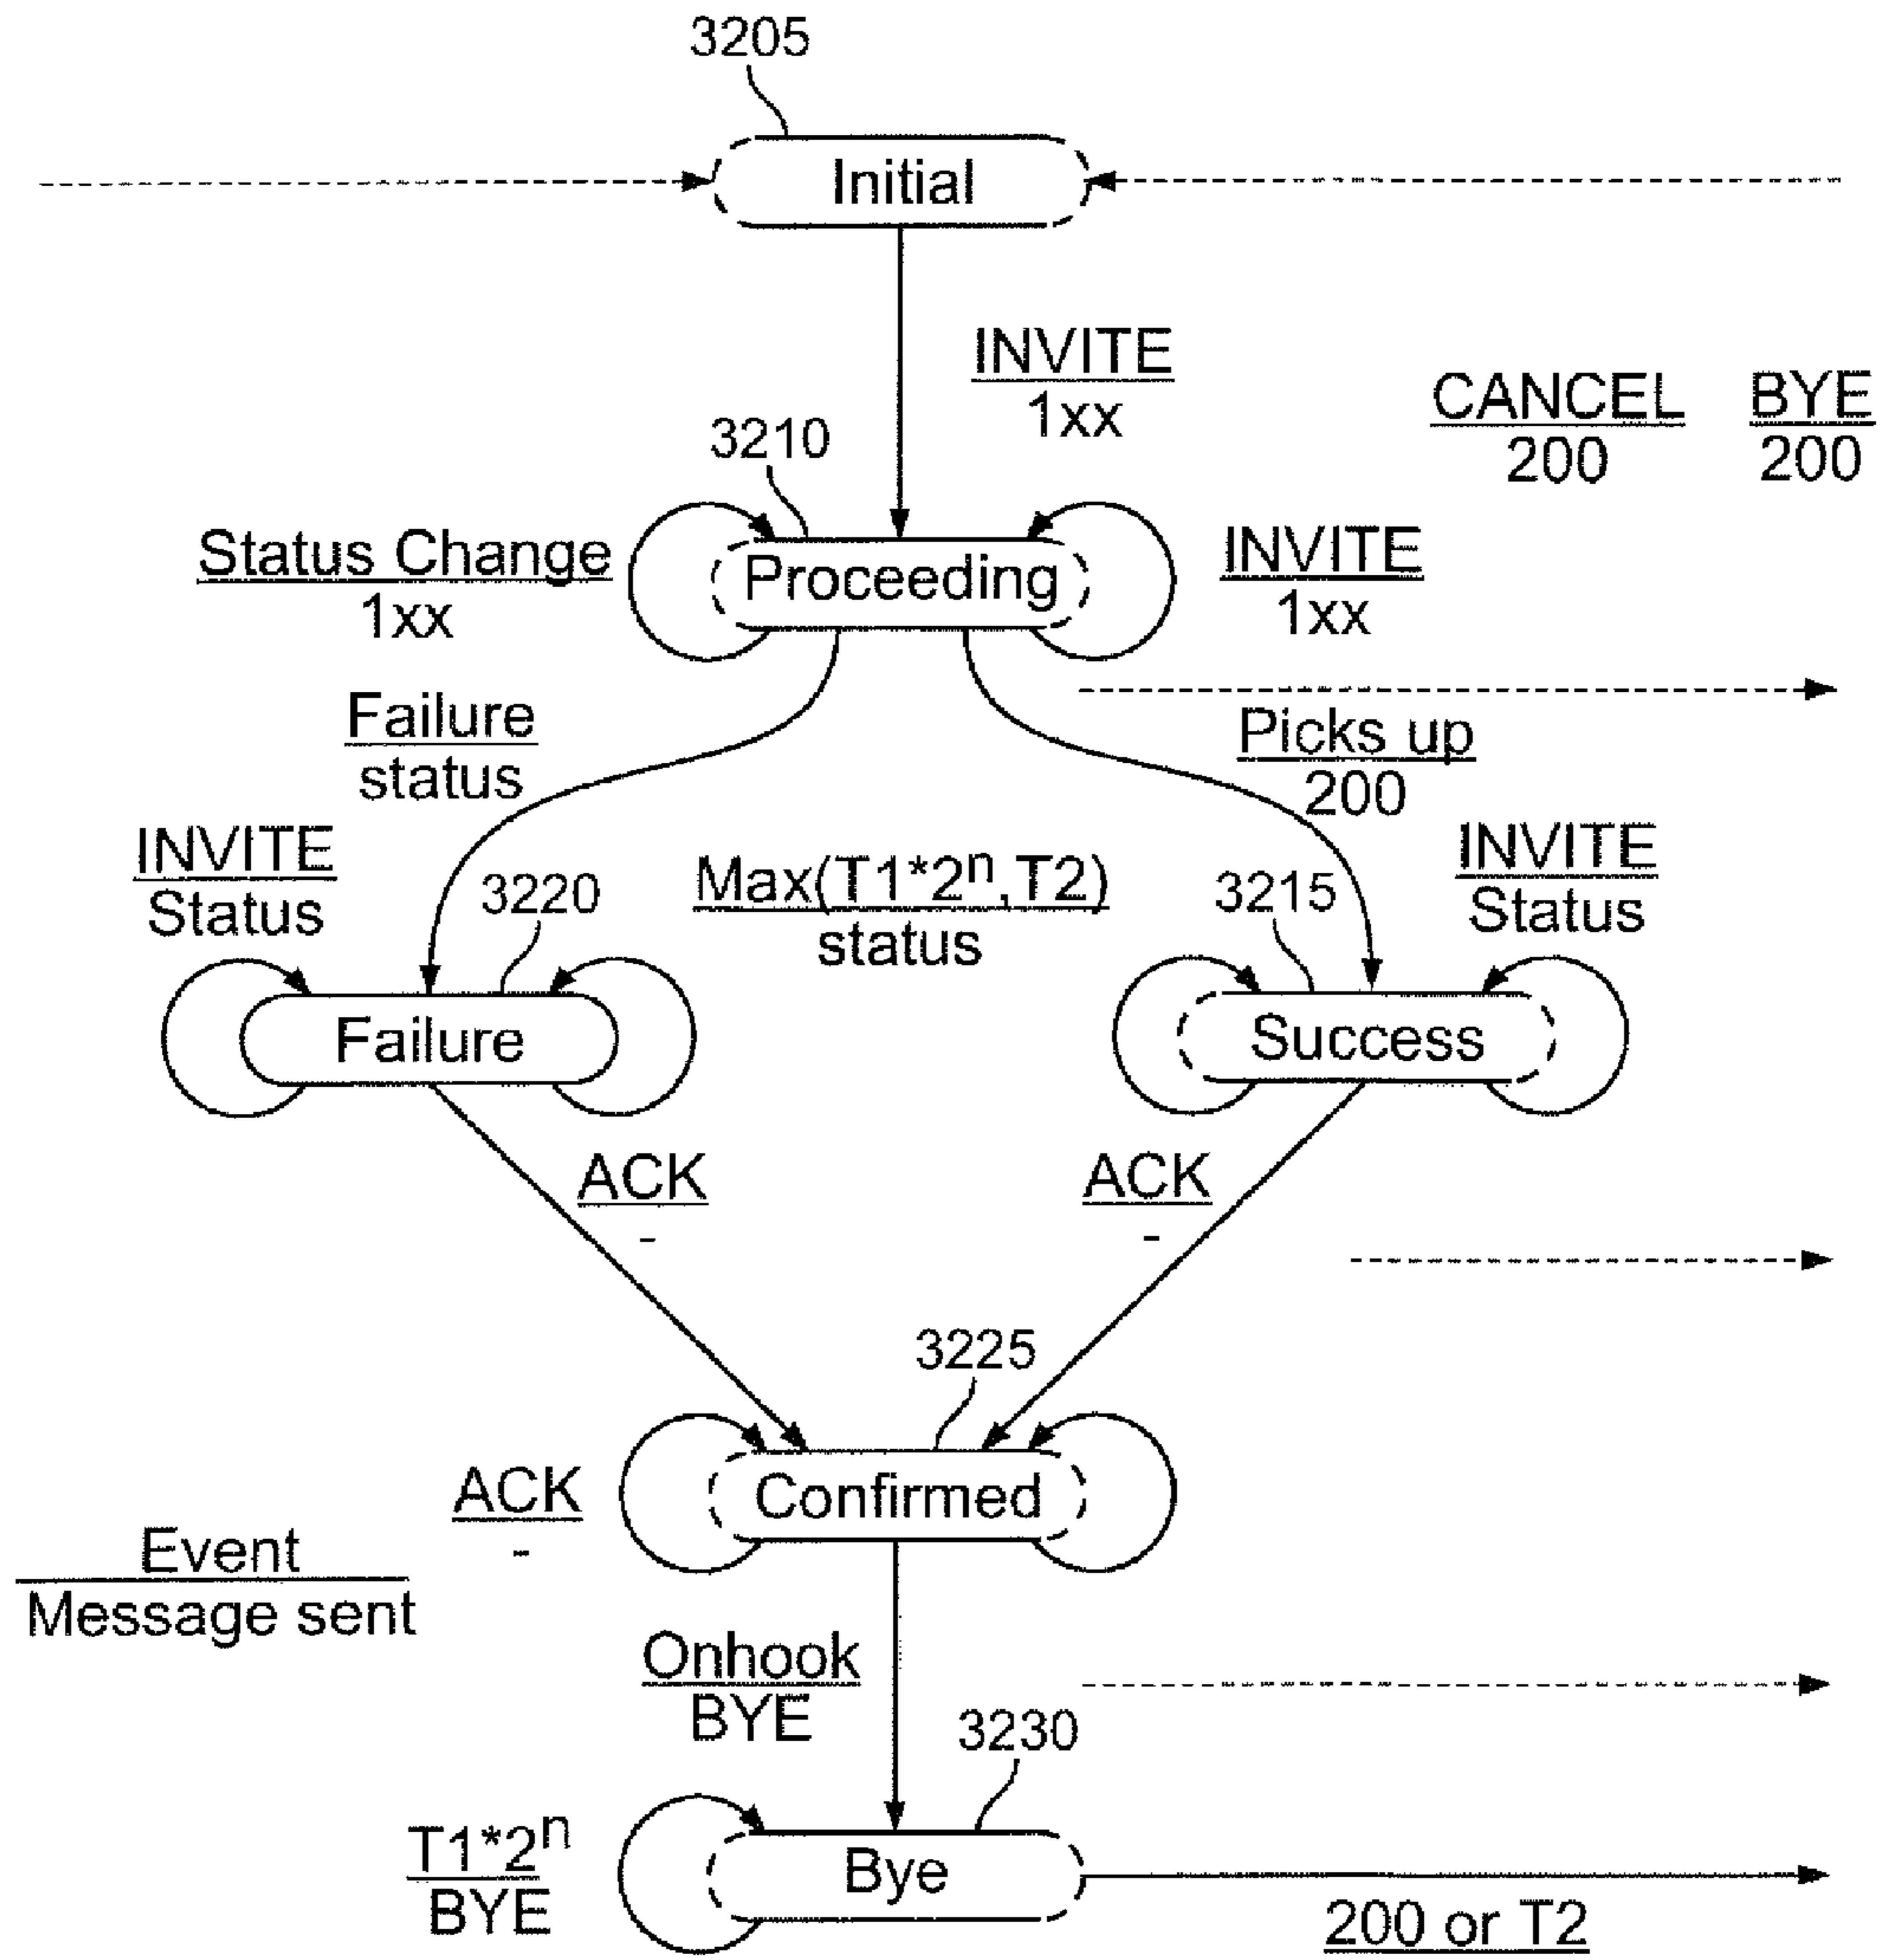 3205
Initial
INVITE
1xx
CANCEL BYE
200 200
3210
Status Change
1xx
Proceeding
INVITE
1xx
Failure
status
Picks up
200
INVITE
Status
3220
Max(T1*2ⁿ,T2)
status
3215
INVITE
Status
Failure
Success
ACK
-
ACK
-
3225
ACK
-
Confirmed
Event
Message sent
Onhook
BYE
3230
T1*2ⁿ
BYE
Bye
200 or T2